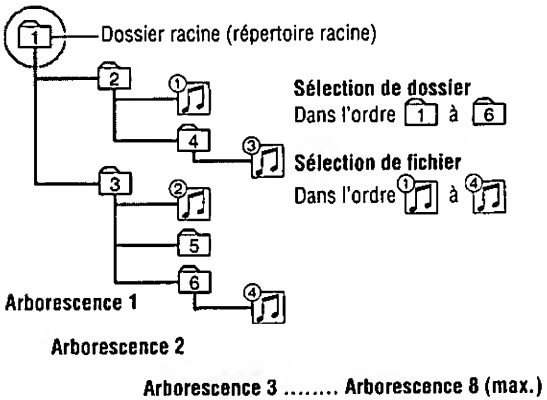 1 Dossier racine (répertoire racine)
2
①
4
③
3
②
5
6
④
Sélection de dossier
Dans l'ordre 1 à 6
Sélection de fichier
Dans l'ordre ① à ④
Arborescence 1
Arborescence 2
Arborescence 3 ........ Arborescence 8 (max.)